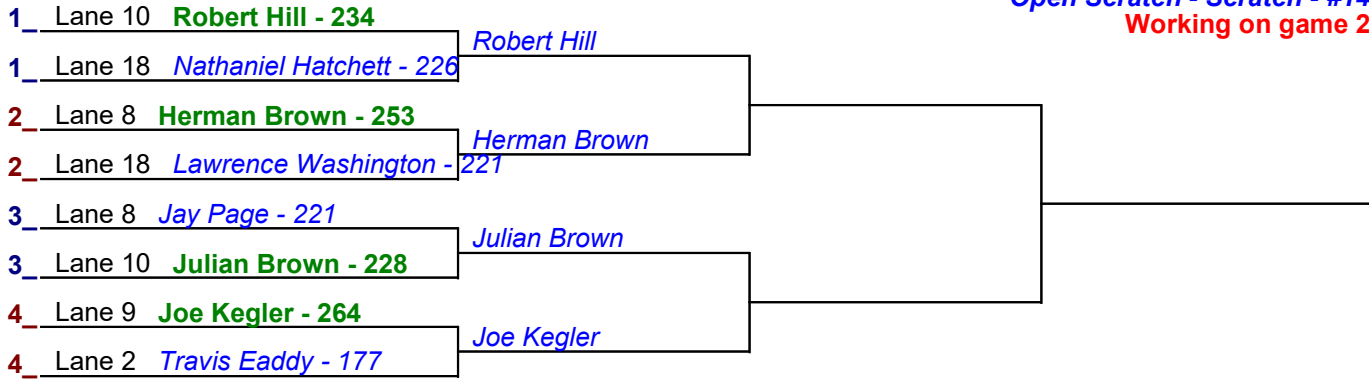 Open Scratch - Scratch - #14
Working on game 2
1_ Lane 10 Robert Hill - 234
Robert Hill
1_ Lane 18 Nathaniel Hatchett - 226
2_ Lane 8 Herman Brown - 253
Herman Brown
2_ Lane 18 Lawrence Washington - 221
3_ Lane 8 Jay Page - 221
Julian Brown
3_ Lane 10 Julian Brown - 228
4_ Lane 9 Joe Kegler - 264
Joe Kegler
4_ Lane 2 Travis Eaddy - 177